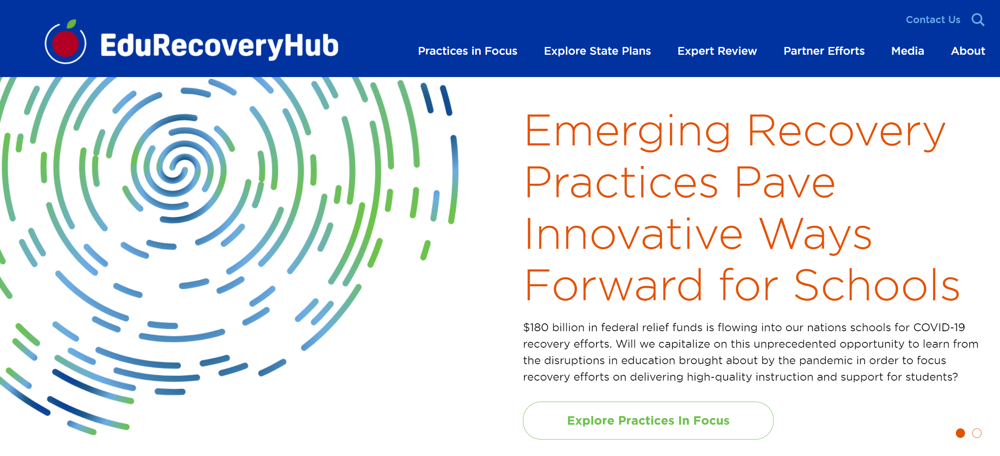 Contact Us
EduRecoveryHub
Practices in Focus
Explore State Plans
Expert Review
Partner Efforts
Media
About
Emerging Recovery
Practices Pave
Innovative Ways
Forward for Schools
$180 billion in federal relief funds is flowing into our nations schools for COVID-19
recovery efforts. Will we capitalize on this unprecedented opportunity to learn from
the disruptions in education brought about by the pandemic in order to focus
recovery efforts on delivering high-quality instruction and support for students?
Explore Practices In Focus